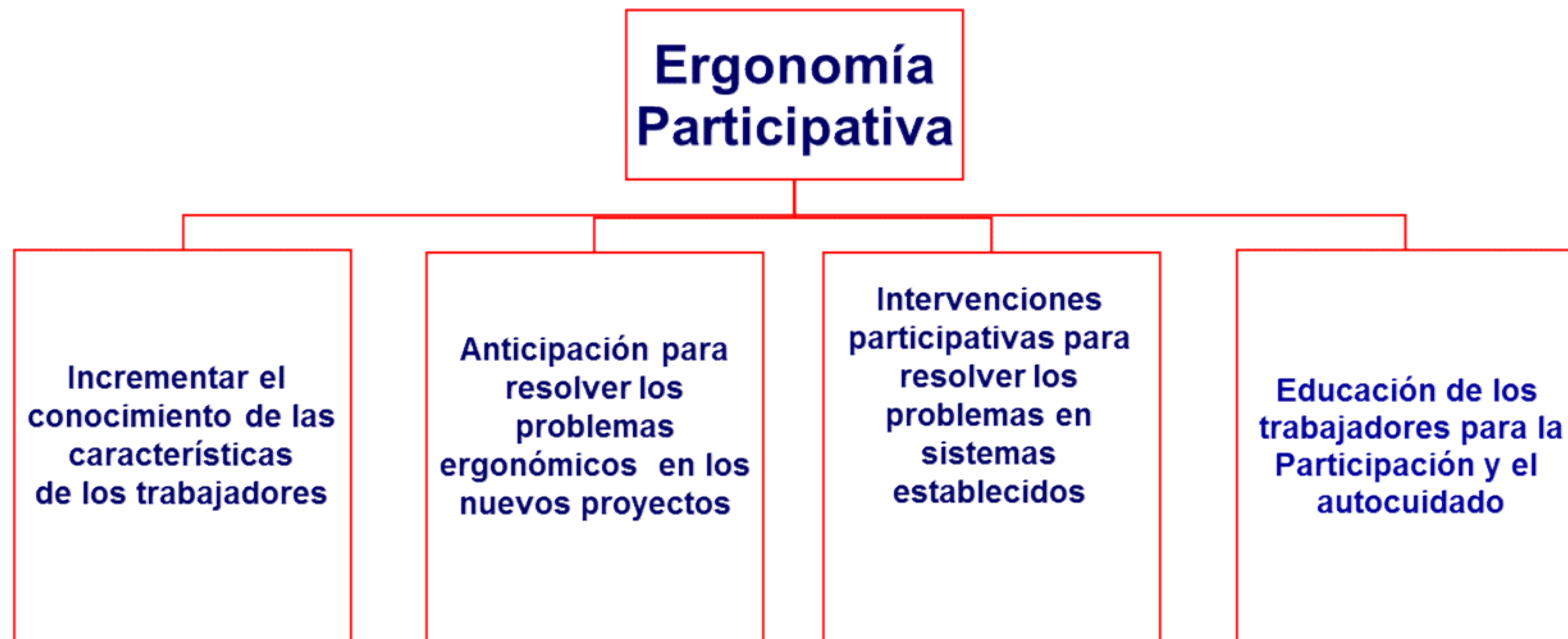 Ergonomía
Participativa
Incrementar el
conocimiento de las
características
de los trabajadores
Anticipación para
resolver los
problemas
ergonómicos en los
nuevos proyectos
Intervenciones
participativas para
resolver los
problemas en
sistemas
establecidos
Educación de los
trabajadores para la
Participación y el
autocuidado